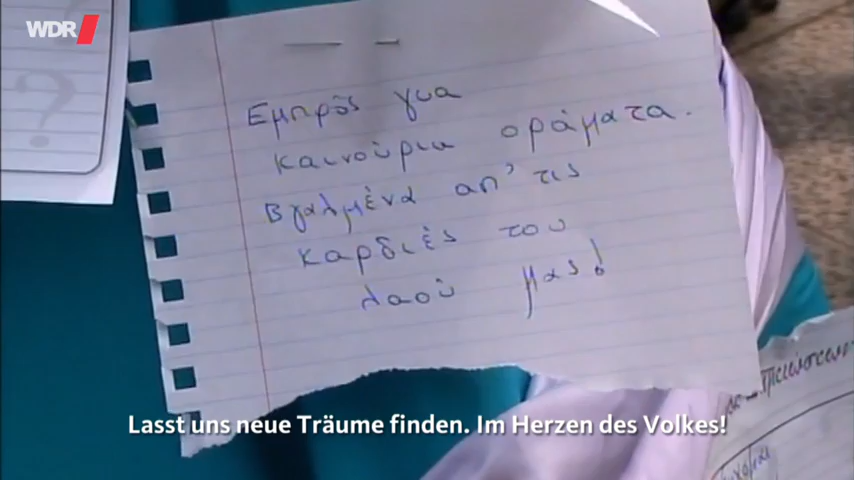 WDR
Εμπρὸς για
καινούρια οράματα.
Βγαλμένα απ' τις
καρδιές του
λαού μας!
Lasst uns neue Träume finden. Im Herzen des Volkes!